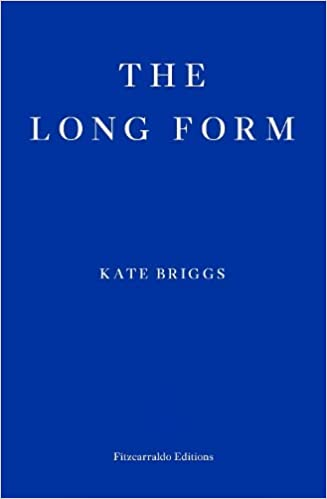 THE
LONG FORM
KATE BRIGGS
Fitzcarraldo Editions